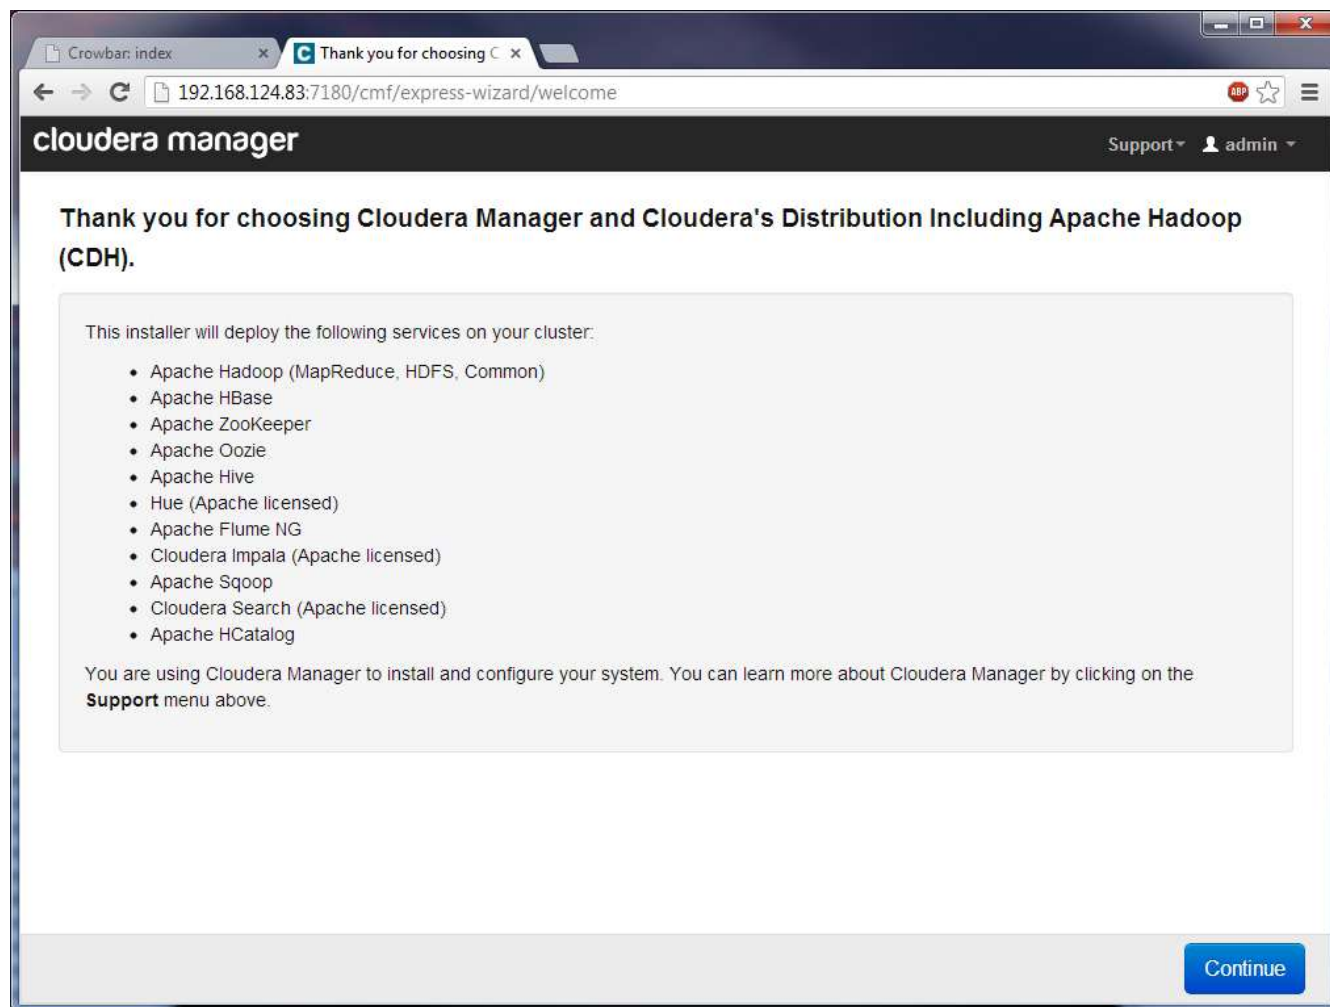 Crowbar: index
Thank you for choosing C
192.168.124.83:7180/cmf/express-wizard/welcome
ABP
cloudera manager
Support admin
Thank you for choosing Cloudera Manager and Cloudera's Distribution Including Apache Hadoop
(CDH).
This installer will deploy the following services on your cluster:
• Apache Hadoop (MapReduce, HDFS, Common)
• Apache HBase
• Apache ZooKeeper
• Apache Oozie
• Apache Hive
• Hue (Apache licensed)
• Apache Flume NG
• Cloudera Impala (Apache licensed)
• Apache Sqoop
• Cloudera Search (Apache licensed)
• Apache HCatalog
You are using Cloudera Manager to install and configure your system. You can learn more about Cloudera Manager by clicking on the
Support menu above.
Continue